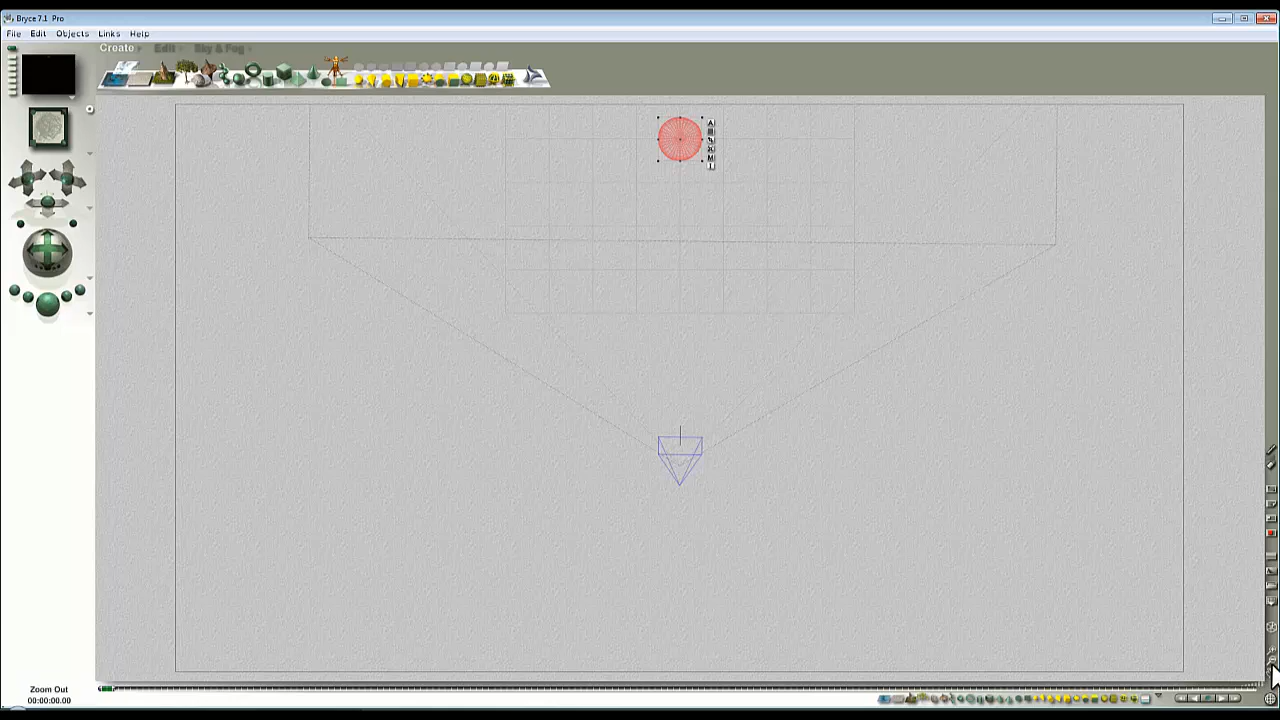 Bryce 7.1 Pro
File Edit Objects Links Help
Create Edit Sky & Fog
A
M
Zoom Out
00:00:00.00